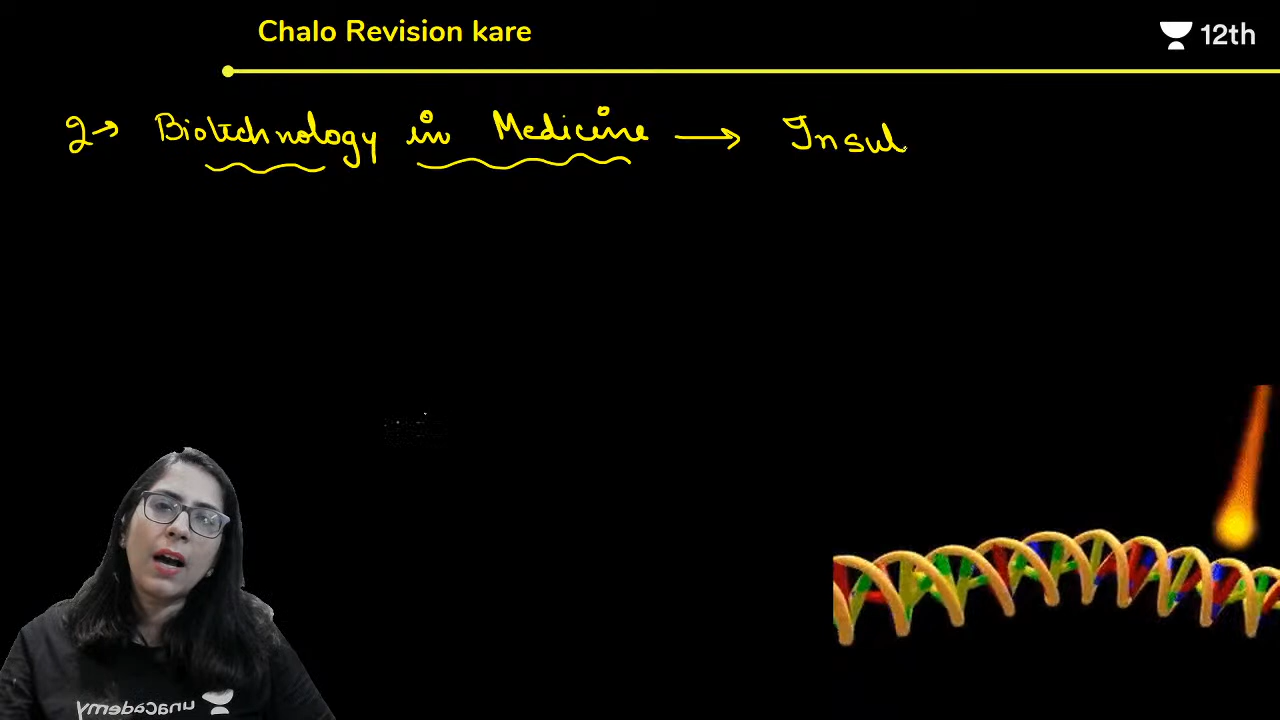 Chalo Revision kare
12th
2→ Biotechnology in Medicine → Insul
unacademy